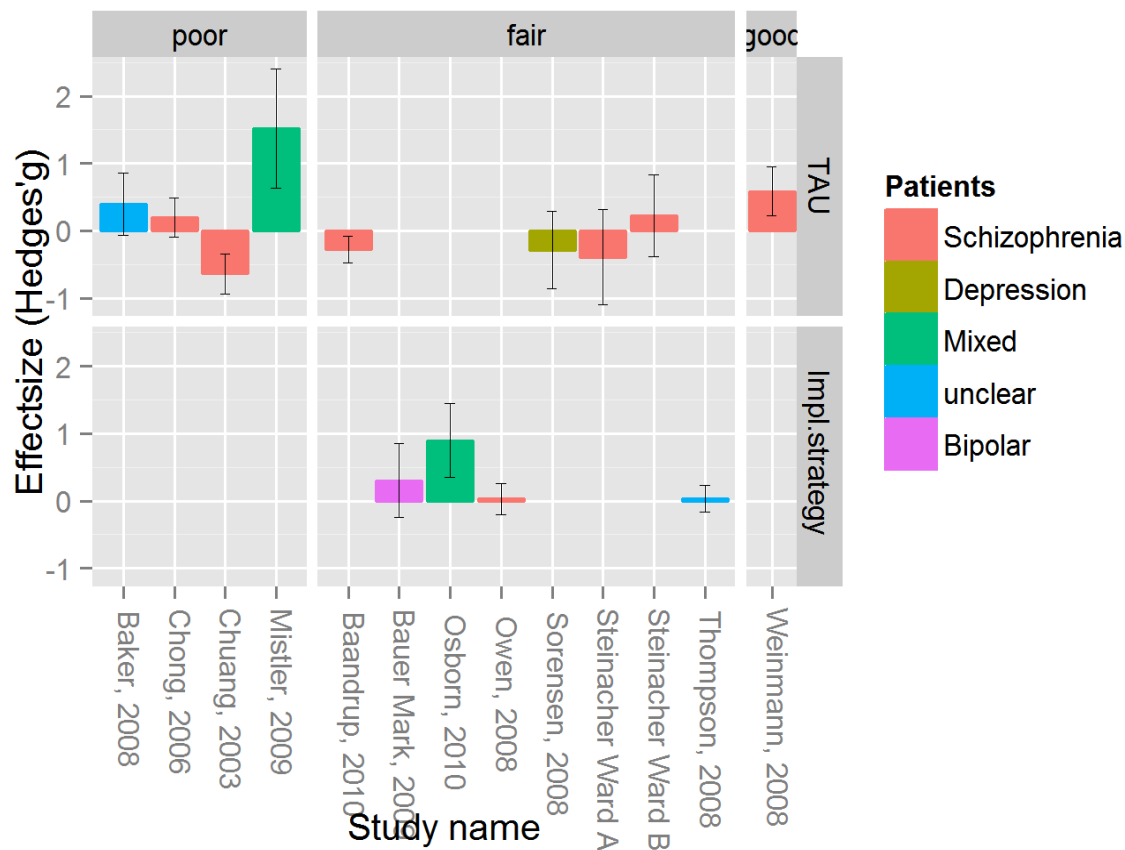 poor
fair
good
Effectsize (Hedges'g)
2
1
0
-1
TAU
2
1
0
-1
Impl.strategy
Baker, 2008
Chong, 2006
Chuang, 2003
Mistler, 2009
Baandrup, 2010
Bauer Mark, 2009
Osborn, 2010
Owen, 2008
Sorensen, 2008
Steinacher Ward A
Steinacher Ward B
Thompson, 2008
Weinmann, 2008
Study name
Patients
Schizophrenia
Depression
Mixed
unclear
Bipolar